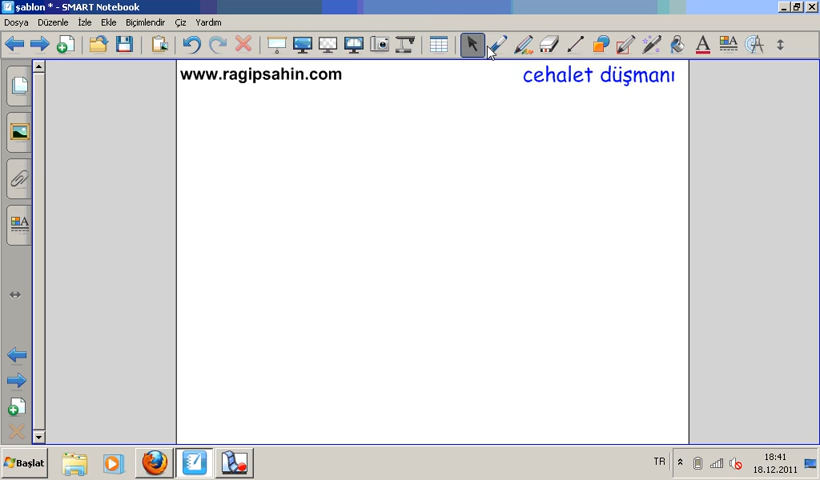 şablon * - SMART Notebook
Dosya Düzenle İzle Ekle Biçimlendir Çiz Yardım
www.ragipsahin.com cehalet düşmanı
Başlat TR 18:41
18.12.2011